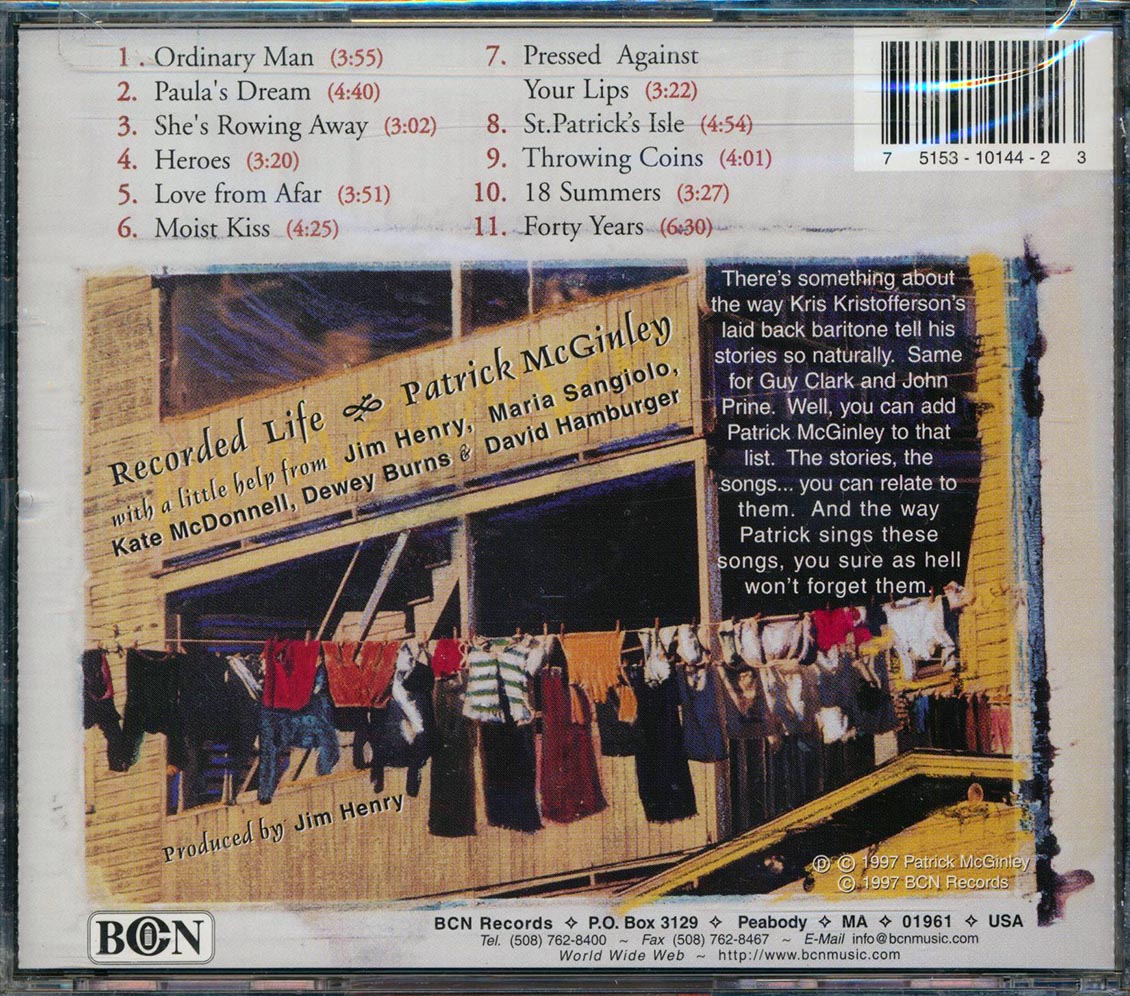 1. Ordinary Man (3:55)
2. Paula's Dream (4:40)
3. She's Rowing Away (3:02)
4. Heroes (3:20)
5. Love from Afar (3:51)
6. Moist Kiss (4:25)
7. Pressed Against
Your Lips (3:22)
8. St.Patrick's Isle (4:54)
9. Throwing Coins (4:01)
10. 18 Summers (3:27)
11. Forty Years (6:30)
7 5153-10144-2 3
There's something about
the way Kris Kristofferson's
laid back baritone tell his
stories so naturally. Same
for Guy Clark and John
Prine. Well, you can add
Patrick McGinley to that
list. The stories, the
songs... you can relate to
them. And the way
Patrick sings these
songs, you sure as hell
won't forget them.
Recorded Life Patrick McGinley
with a little help from Jim Henry, Maria Sangiolo,
Kate McDonnell, Dewey Burns & David Hamburger
Produced by Jim Henry
℗ © 1997 Patrick McGinley
© 1997 BCN Records
BCN
BCN Records ✧ P.O. Box 3129 ✧ Peabody ✧ MA ✧ 01961 ✧ USA
Tel. (508) 762-8400 ~ Fax (508) 762-8467 ~ E-Mail info@bcnmusic.com
World Wide Web ~ http://www.bcnmusic.com